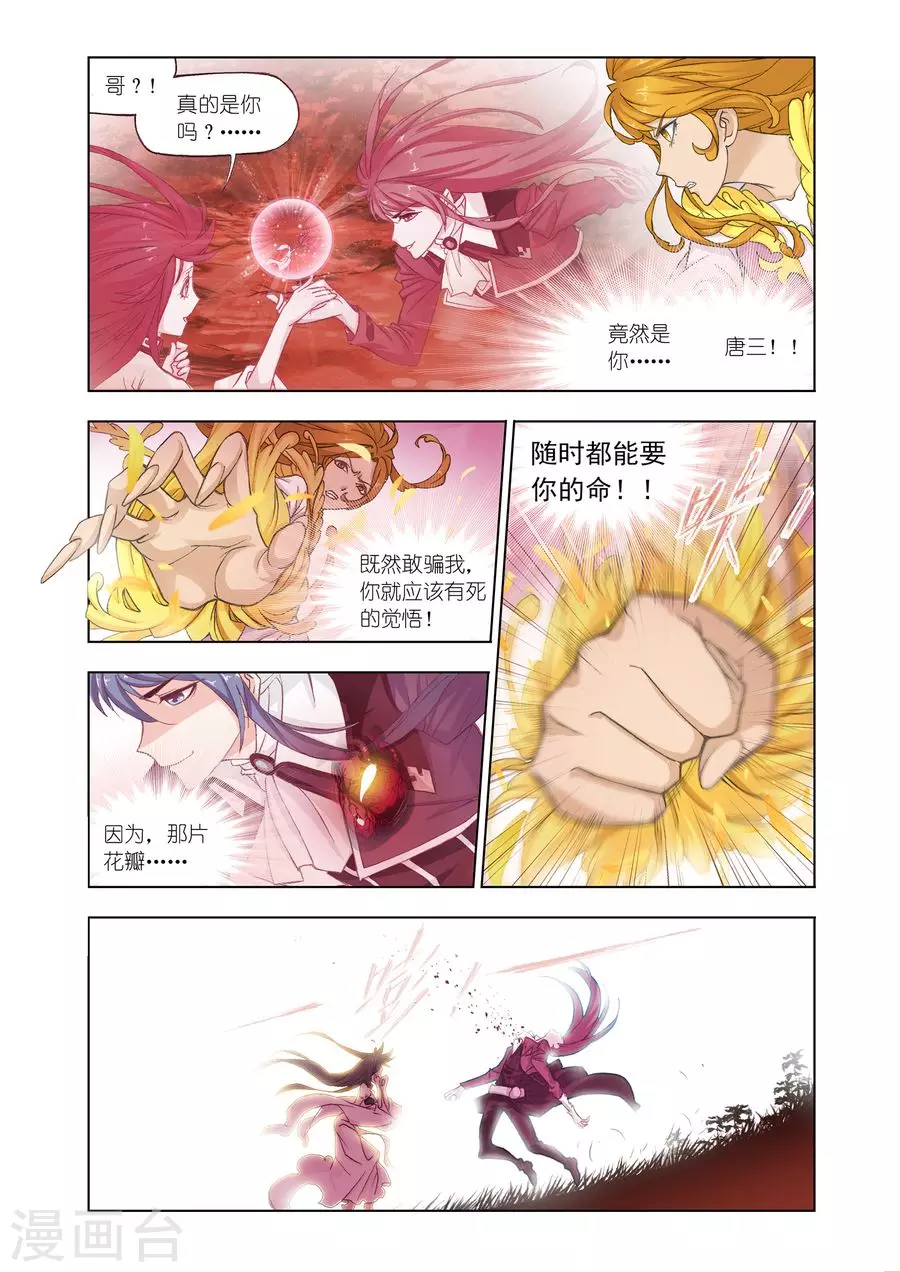 哥？！
真的是你
吗？……
竟然是
你……
唐三！！
既然敢骗我，
你就应该有死
的觉悟！
随时都能要
你的命！！
因为，那片
花瓣……
漫画台